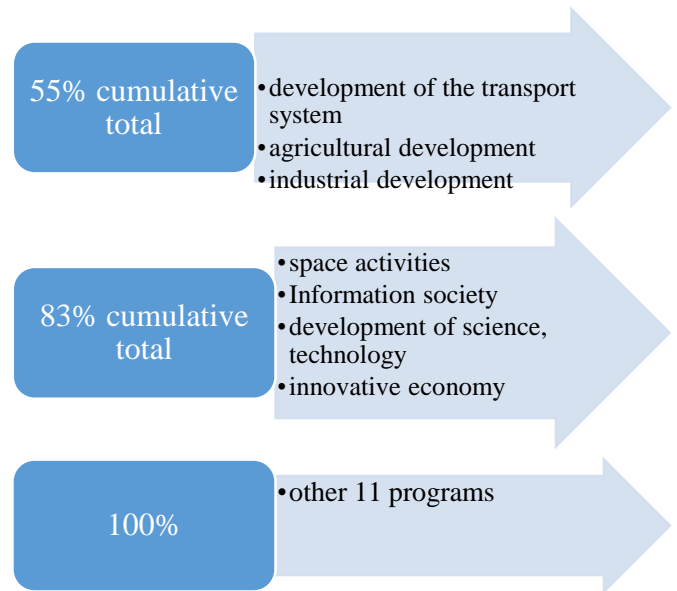 55% cumulative
total
•development of the transport
system
•agricultural development
•industrial development
83% cumulative
total
•space activities
•Information society
•development of science,
technology
•innovative economy
100%
•other 11 programs